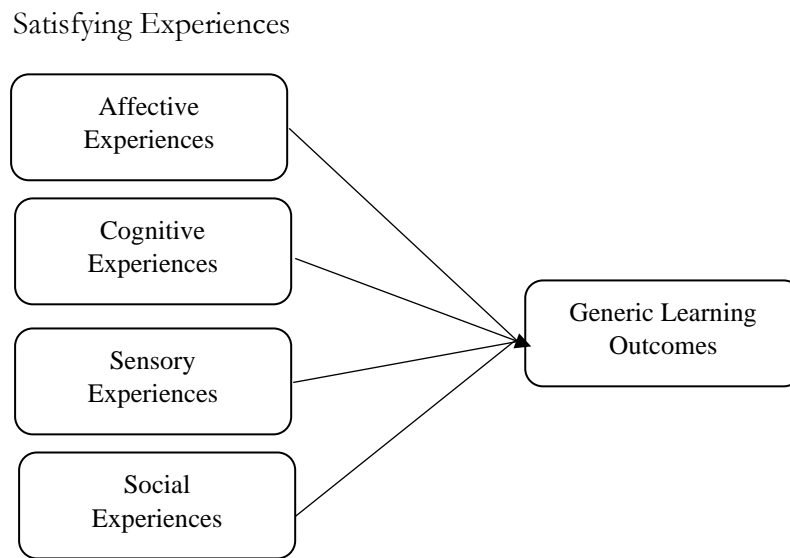 Satisfying Experiences
Affective
Experiences
Cognitive
Experiences
Sensory
Experiences
Social
Experiences
Generic Learning
Outcomes